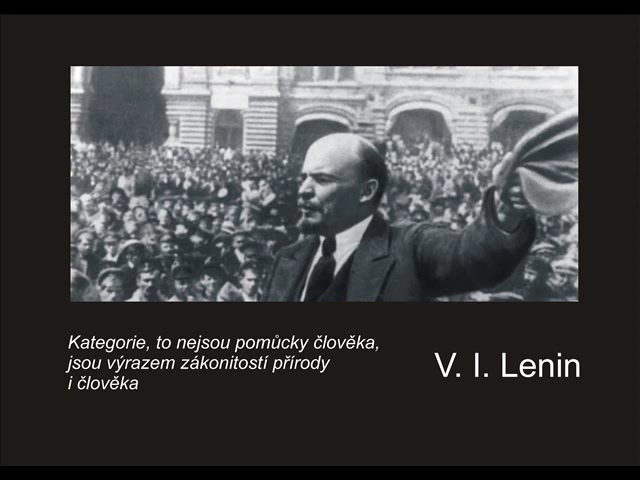 Kategorie, to nejsou pomůcky člověka,
jsou výrazem zákonitostí přírody
i člověka
V. I. Lenin